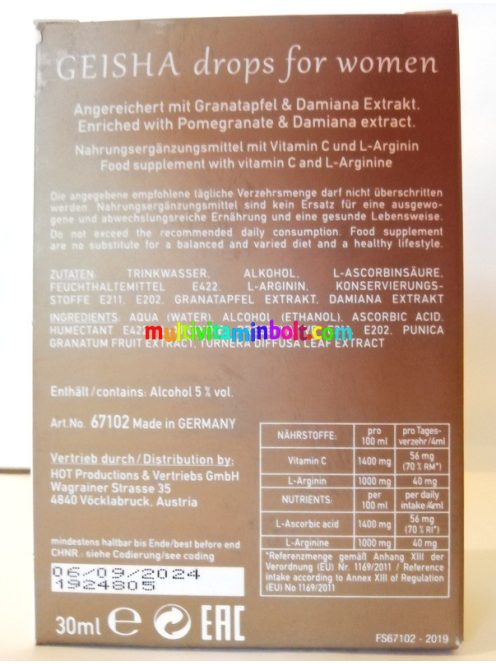 GEISHA drops for women
Angereichert mit Granatapfel & Damiana Extrakt.
Enriched with Pomegranate & Damiana extract.
Nahrungsergänzungsmittel mit Vitamin C und L-Arginin
Food supplement with vitamin C and L-Arginine
Die angegebene empfohlene tägliche Verzehrsmenge darf nicht überschritten
werden. Nahrungsergänzungsmittel sind kein Ersatz für eine ausgewo-
gene und abwechslungsreiche Ernährung und eine gesunde Lebensweise.
Do not exceed the recommended daily consumption. Food supplement
are no substitute for a balanced and varied diet and a healthy lifestyle.
ZUTATEN: TRINKWASSER, ALKOHOL, L-ASCORBINSÄURE,
FEUCHTHALTEMITTEL E422, L-ARGININ, KONSERVIERUNG-
STOFFE E211, E202, GRANATAPFEL EXTRAKT, DAMIANA EXTRAKT
INGREDIENTS: AQUA (WATER), ALCOHOL (ETHANOL), ASCORBIC ACID,
HUMECTANT E422, E202, PUNICA
multivitaminbolt.com
GRANATUM FRUIT EXTRACT, TURNERA DIFFUSA LEAF EXTRACT
Enthält/contains: Alcohol 5 % vol.
Art.No. 67102 Made in GERMANY
Vertrieb durch/Distribution by:
HOT Productions & Vertriebs GmbH
Wagrainer Strasse 35
4840 Vöcklabruck, Austria
mindestens haltbar bis Ende/best before end
CHNR.: siehe Codierung/see coding
06/09/2024
1924805
30ml e CE EAC
NÄHRSTOFFE: pro 100 ml pro Tages-verzehr/4ml
Vitamin C 1400 mg 56 mg (70 % RM*)
L-Arginin 1000 mg 40 mg
NUTRIENTS: per 100 ml per daily intake/4ml
L-Ascorbic acid 1400 mg 56 mg (70 % RI*)
L-Arginine 1000 mg 40 mg
*Referenzmenge gemäß Anhang XIII der
Verordnung (EU) Nr. 1169/2011 / Reference
intake according to Annex XIII of Regulation
(EU) No 1169/2011
FS67102 - 2019